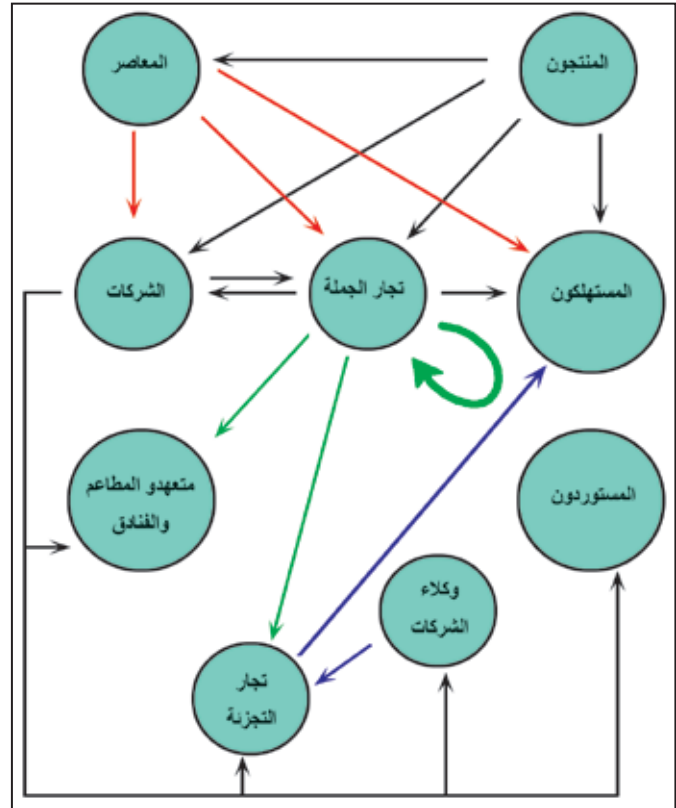 المنتجون
المعاصر
المستهلكون
تجار الجملة
الشركات
المستوردون
متعهدو المطاعم
والفنادق
وكلاء
الشركات
تجار
التجزئة